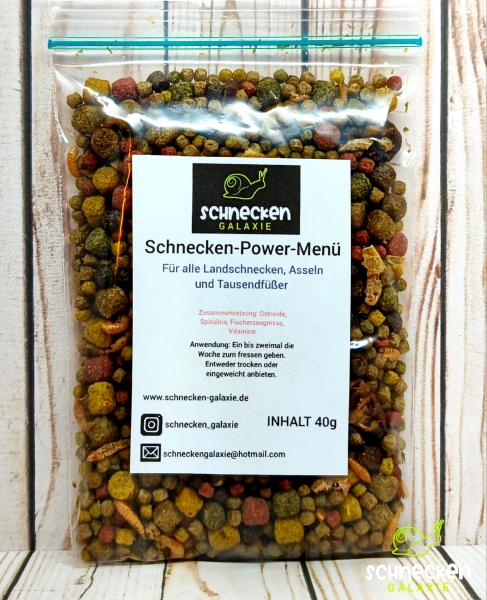 SCHNECKEN
GALAXIE
Schnecken-Power-Menü
Für alle Landschnecken, Asseln
und Tausendfüßer
Zusammensetzung: Getreide,
Spirulina, Fischerzeugnisse,
Vitamine
Anwendung: Ein bis zweimal die
Woche zum fressen geben.
Entweder trocken oder
eingeweicht anbieten.
www.schnecken-galaxie.de
schnecken_galaxie
INHALT 40g
schneckengalaxie@hotmail.com
SCHNECKEN
GALAXIE